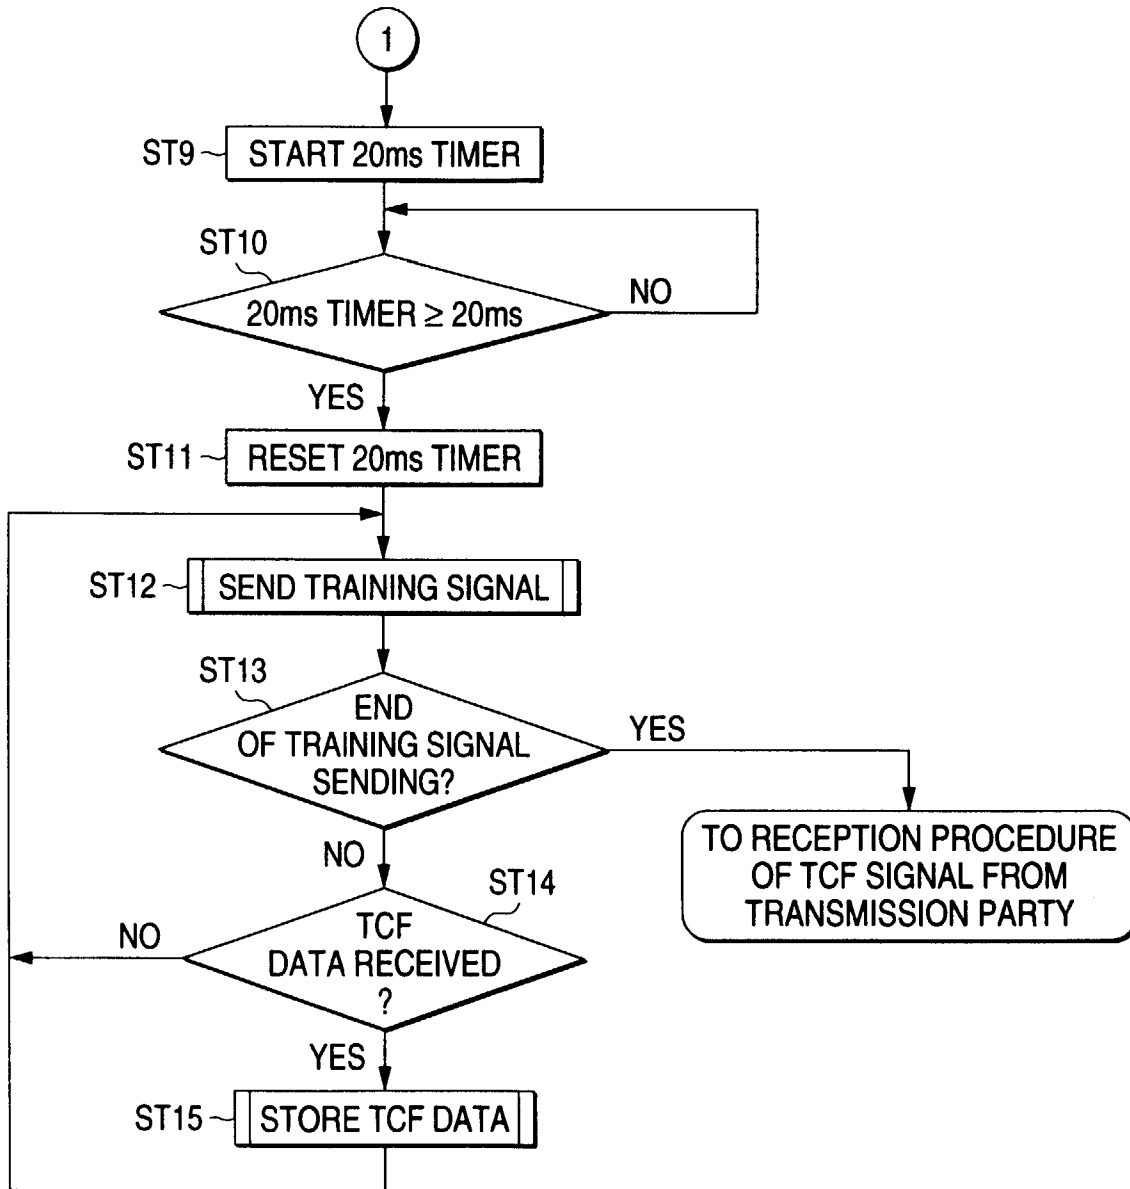 1
ST9
START 20ms TIMER
ST10
20ms TIMER ≥ 20ms
NO
YES
ST11
RESET 20ms TIMER
ST12
SEND TRAINING SIGNAL
ST13
END
OF TRAINING SIGNAL
SENDING?
YES
NO
TO RECEPTION PROCEDURE
OF TCF SIGNAL FROM
TRANSMISSION PARTY
ST14
TCF
DATA RECEIVED
?
NO
YES
ST15
STORE TCF DATA